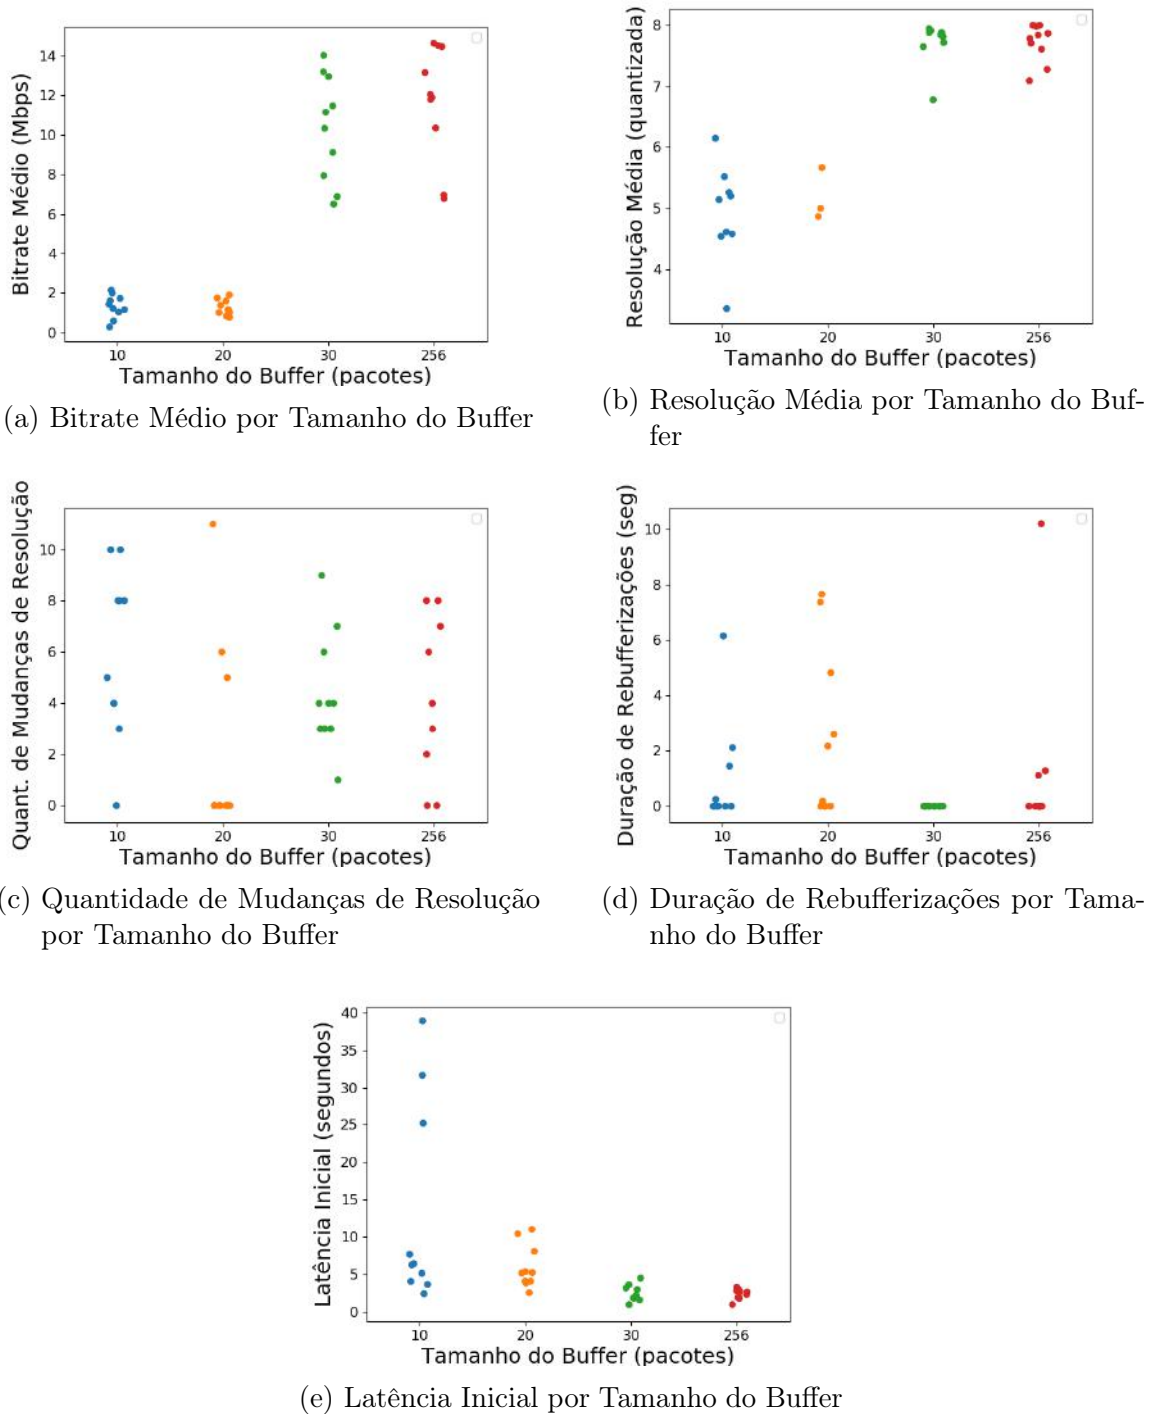 Bitrate Médio (Mbps)
14
12
10
8
6
4
2
0
10 20 30 256
Tamanho do Buffer (pacotes)
(a) Bitrate Médio por Tamanho do Buffer
Resolução Média (quantizada)
8
7
6
5
4
10 20 30 256
Tamanho do Buffer (pacotes)
(b) Resolução Média por Tamanho do Buf-
fer
Quant. de Mudanças de Resolução
10
8
6
4
2
0
10 20 30 256
Tamanho do Buffer (pacotes)
(c) Quantidade de Mudanças de Resolução
por Tamanho do Buffer
Duração de Rebufferizações (seg)
10
8
6
4
2
0
10 20 30 256
Tamanho do Buffer (pacotes)
(d) Duração de Rebufferizações por Tama-
nho do Buffer
Latência Inicial (segundos)
40
35
30
25
20
15
10
5
0
10 20 30 256
Tamanho do Buffer (pacotes)
(e) Latência Inicial por Tamanho do Buffer